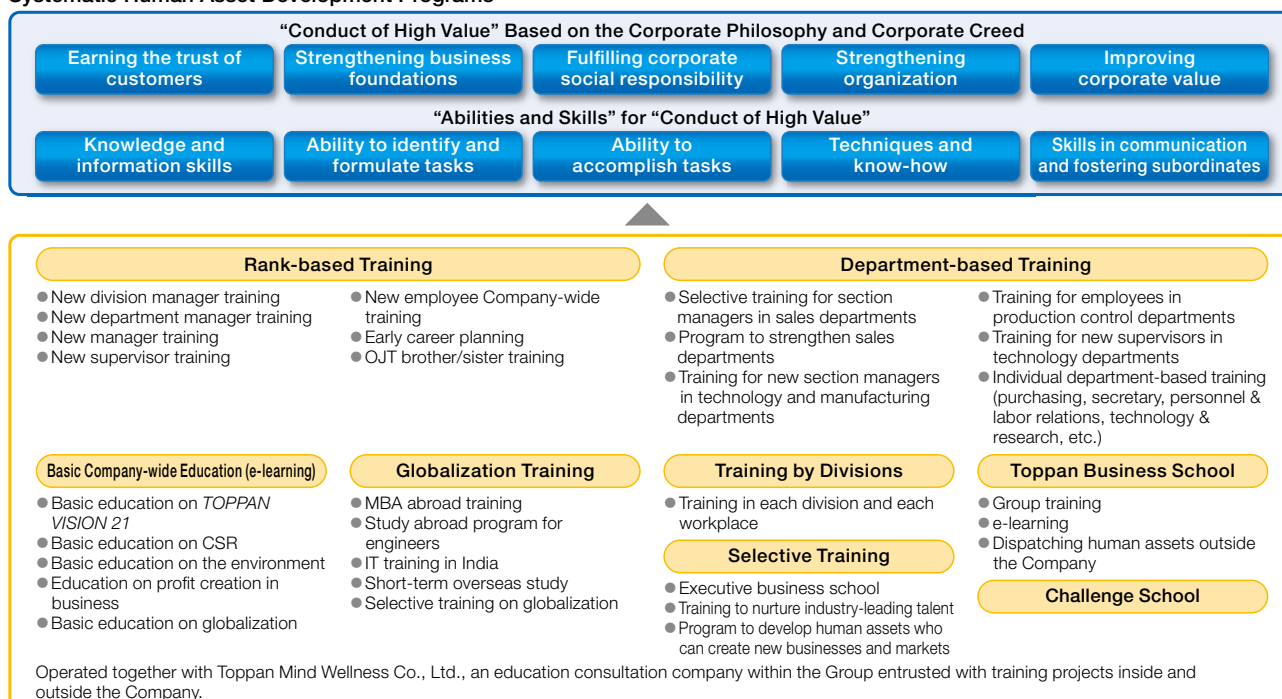 Systematic Human Asset Development Programs
“Conduct of High Value” Based on the Corporate Philosophy and Corporate Creed
Earning the trust of
customers
Strengthening business
foundations
Fulfilling corporate
social responsibility
Strengthening
organization
Improving
corporate value
“Abilities and Skills” for “Conduct of High Value”
Knowledge and
information skills
Ability to identify and
formulate tasks
Ability to
accomplish tasks
Techniques and
know-how
Skills in communication
and fostering subordinates
Rank-based Training
● New division manager training
● New department manager training
● New manager training
● New supervisor training
● New employee Company-wide
training
● Early career planning
● OJT brother/sister training
Department-based Training
● Selective training for section
managers in sales departments
● Program to strengthen sales
departments
● Training for new section managers
in technology and manufacturing
departments
● Training for employees in
production control departments
● Training for new supervisors in
technology departments
● Individual department-based training
(purchasing, secretary, personnel &
labor relations, technology &
research, etc.)
Basic Company-wide Education (e-learning)
● Basic education on TOPPAN
VISION 21
● Basic education on CSR
● Basic education on the environment
● Education on profit creation in
business
● Basic education on globalization
Globalization Training
● MBA abroad training
● Study abroad program for
engineers
● IT training in India
● Short-term overseas study
● Selective training on globalization
Training by Divisions
● Training in each division and each
workplace
Selective Training
● Executive business school
● Training to nurture industry-leading talent
● Program to develop human assets who
can create new businesses and markets
Toppan Business School
● Group training
● e-learning
● Dispatching human assets outside
the Company
Challenge School
Operated together with Toppan Mind Wellness Co., Ltd., an education consultation company within the Group entrusted with training projects inside and
outside the Company.